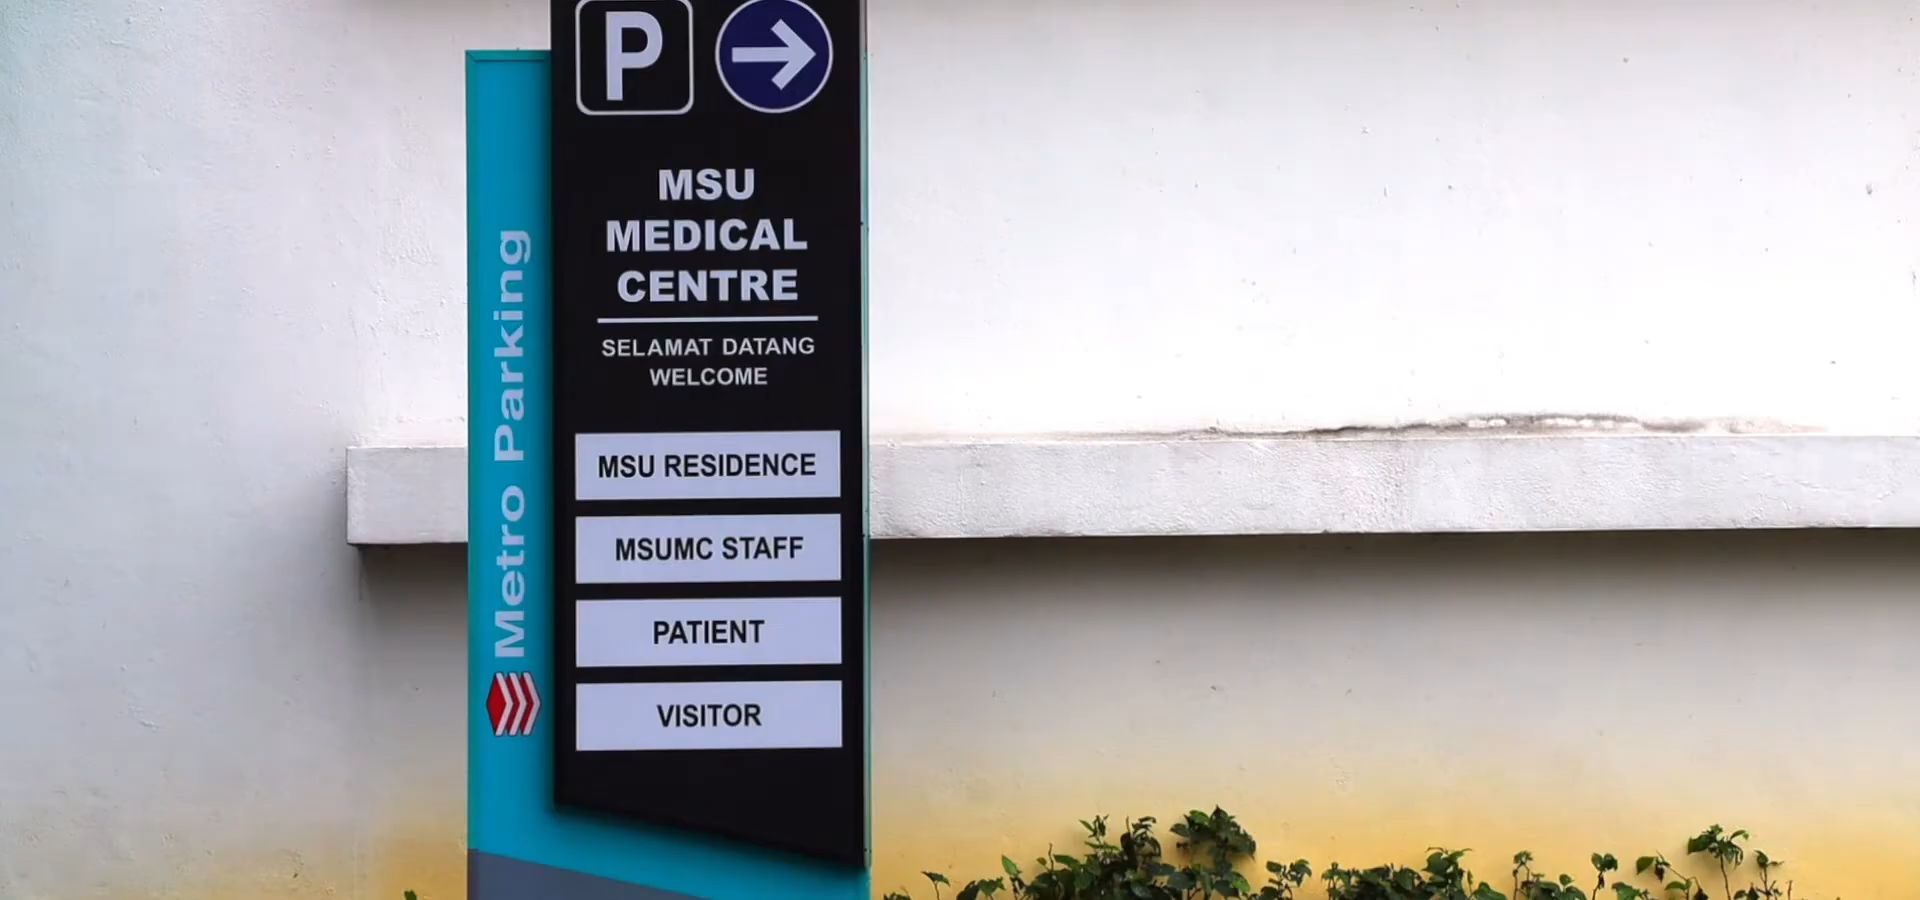 P
MSU
MEDICAL
CENTRE
SELAMAT DATANG
WELCOME
MSU RESIDENCE
MSUMC STAFF
PATIENT
VISITOR
Metro Parking